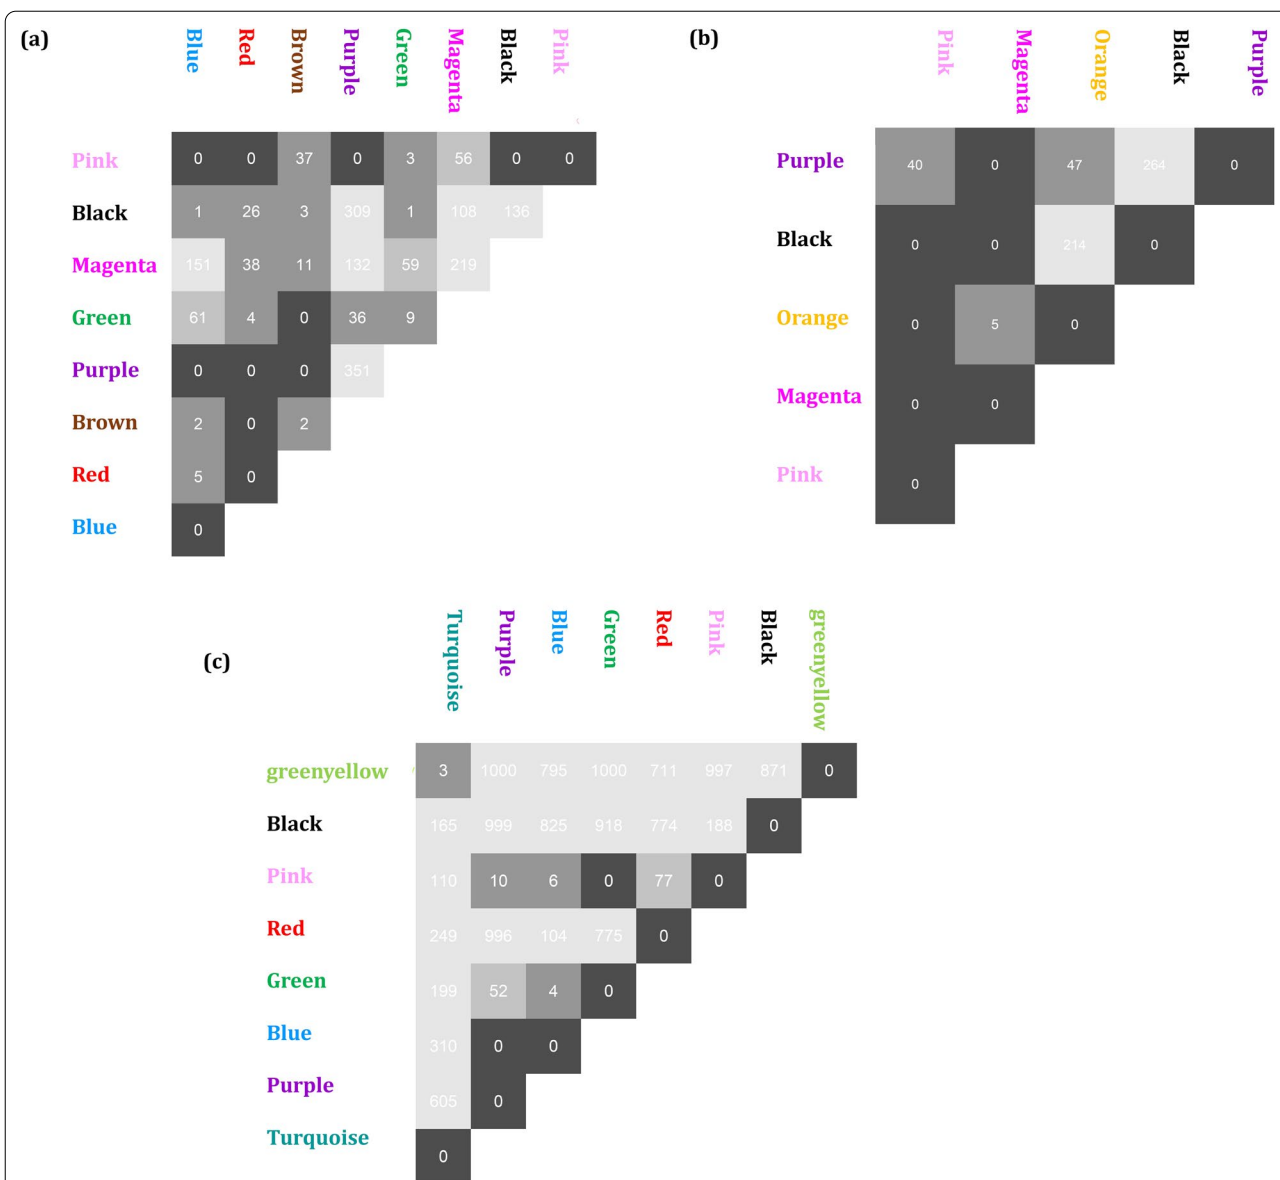 (a)
Blue Red Brown Purple Green Magenta Black Pink
Pink 0 0 37 0 3 56 0 0
Black 1 26 3 309 1 108 136
Magenta 151 38 11 132 59 219
Green 61 4 0 36 9
Purple 0 0 0 351
Brown 2 0 2
Red 5 0
Blue 0
(b)
Pink Magenta Orange Black Purple
Purple 40 0 47 264 0
Black 0 0 214 0
Orange 0 5 0
Magenta 0 0
Pink 0
(c)
Turquoise Purple Blue Green Red Pink Black greenyellow
greenyellow 3 1000 795 1000 711 997 871 0
Black 165 999 825 918 774 188 0
Pink 110 10 6 0 77 0
Red 249 996 104 775 0
Green 199 52 4 0
Blue 310 0 0
Purple 605 0
Turquoise 0